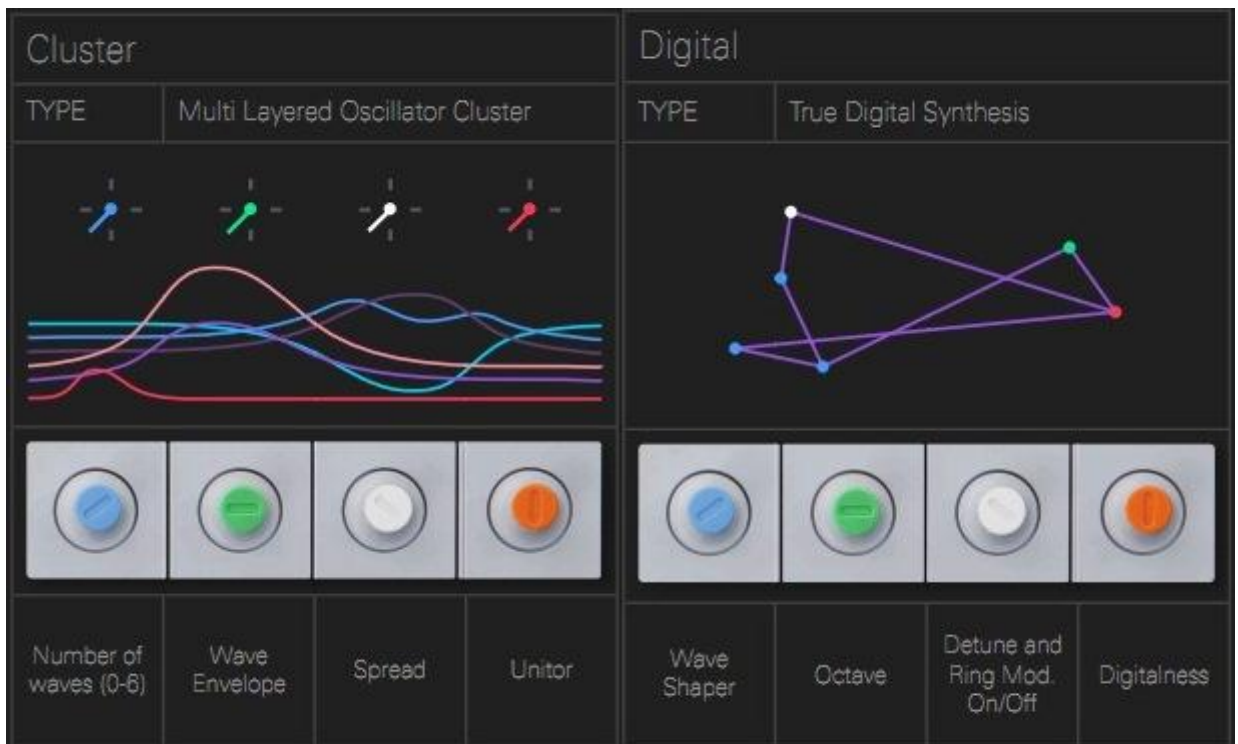 Cluster
TYPE
Multi Layered Oscillator Cluster
Number of
waves (0-6)
Wave
Envelope
Spread
Unitor
Digital
TYPE
True Digital Synthesis
Wave
Shaper
Octave
Detune and
Ring Mod.
On/Off
Digitalness